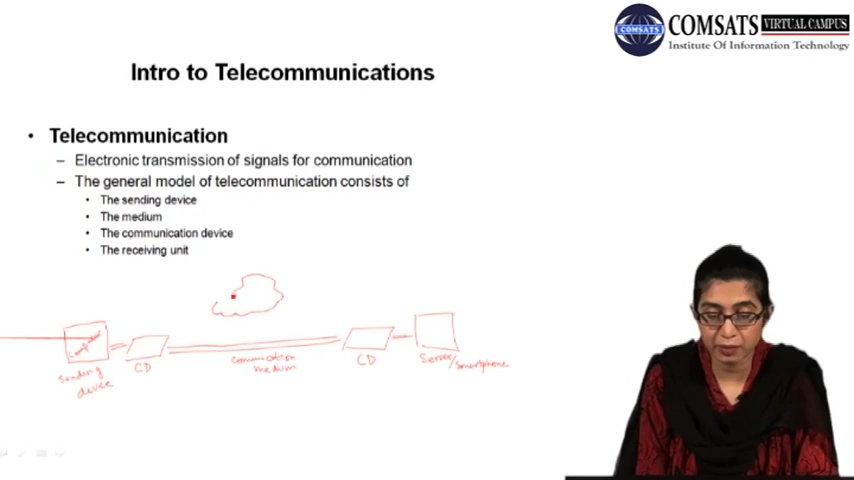 COMSATS
COMSATS VIRTUAL CAMPUS
Institute Of Information Technology
Intro to Telecommunications
• Telecommunication
– Electronic transmission of signals for communication
– The general model of telecommunication consists of
• The sending device
• The medium
• The communication device
• The receiving unit
Computer
Sending
device
CD
comunication
medium
CD
Server/
smartphone